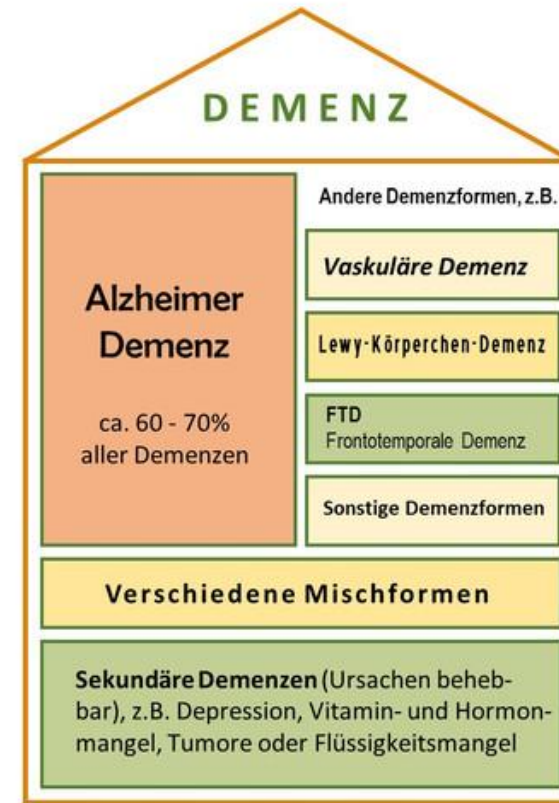 DEMENZ
Alzheimer
Demenz
ca. 60 - 70%
aller Demenzen
Andere Demenzformen, z.B.
Vaskuläre Demenz
Lewy-Körperchen-Demenz
FTD
Frontotemporale Demenz
Sonstige Demenzformen
Verschiedene Mischformen
Sekundäre Demenzen (Ursachen beheb-
bar), z.B. Depression, Vitamin- und Hormon-
mangel, Tumore oder Flüssigkeitsmangel